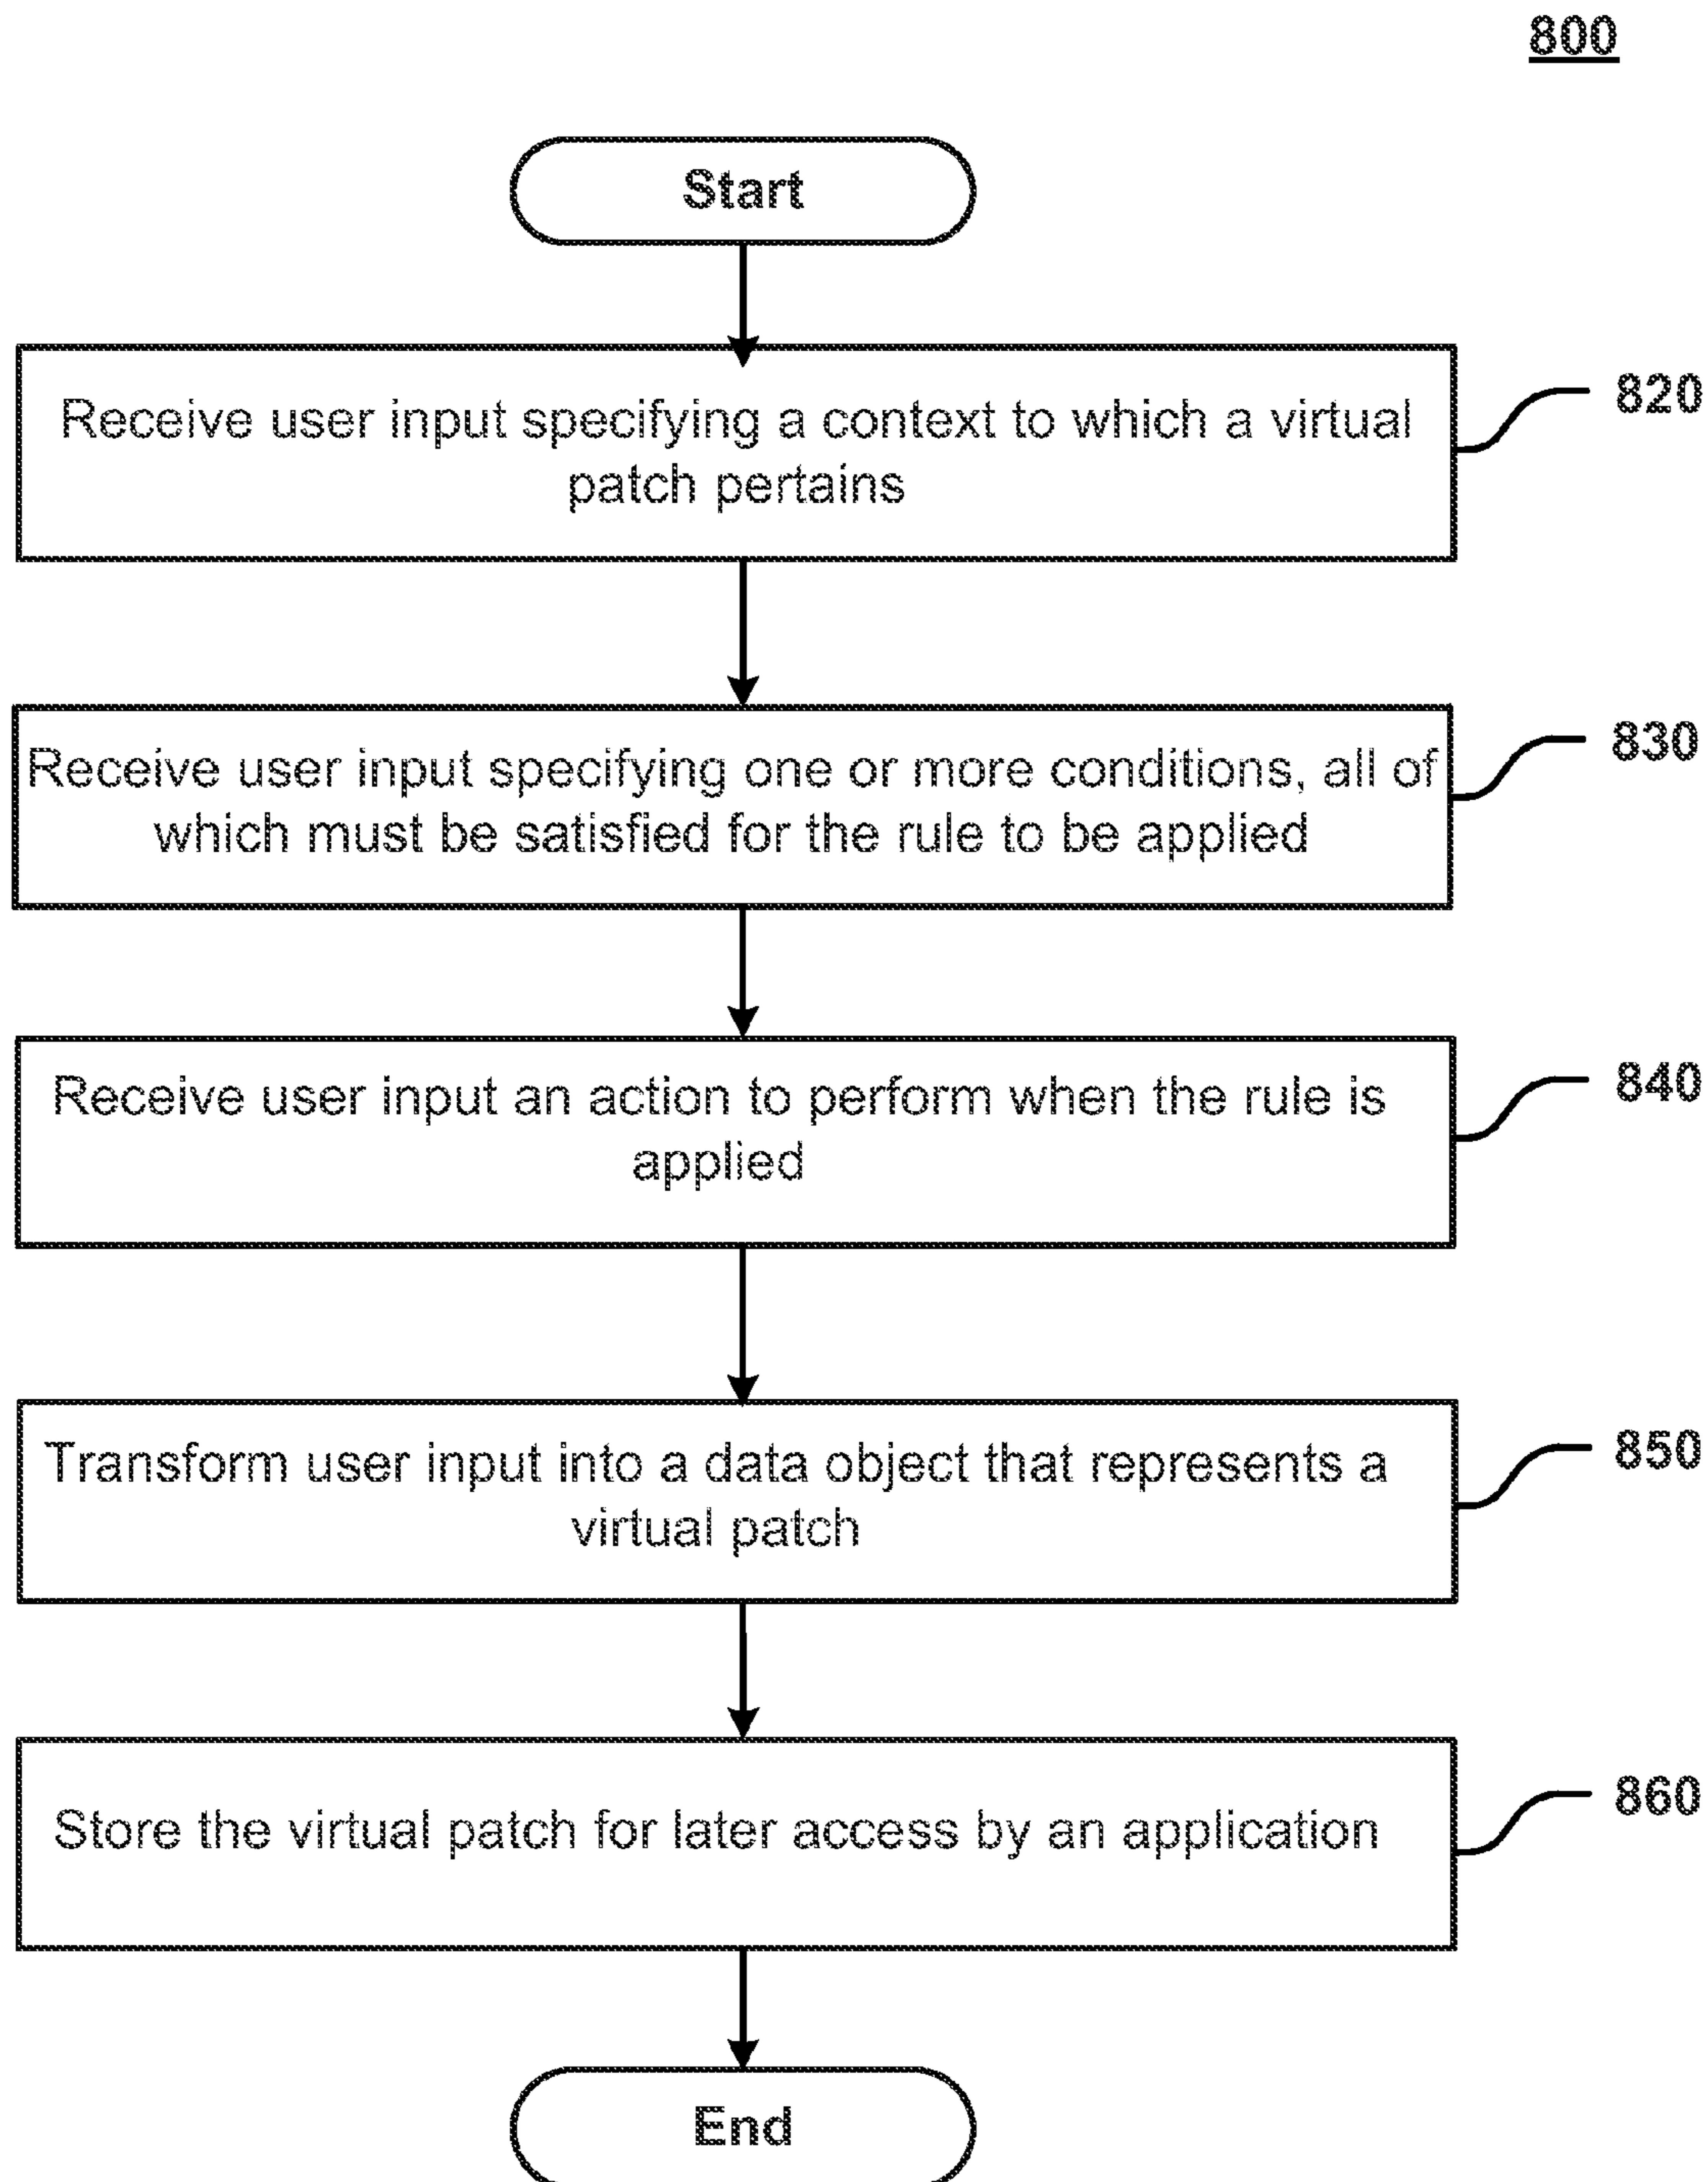 800
Start
Receive user input specifying a context to which a virtual
patch pertains
820
Receive user input specifying one or more conditions, all of
which must be satisfied for the rule to be applied
830
Receive user input an action to perform when the rule is
applied
840
Transform user input into a data object that represents a
virtual patch
850
Store the virtual patch for later access by an application
860
End